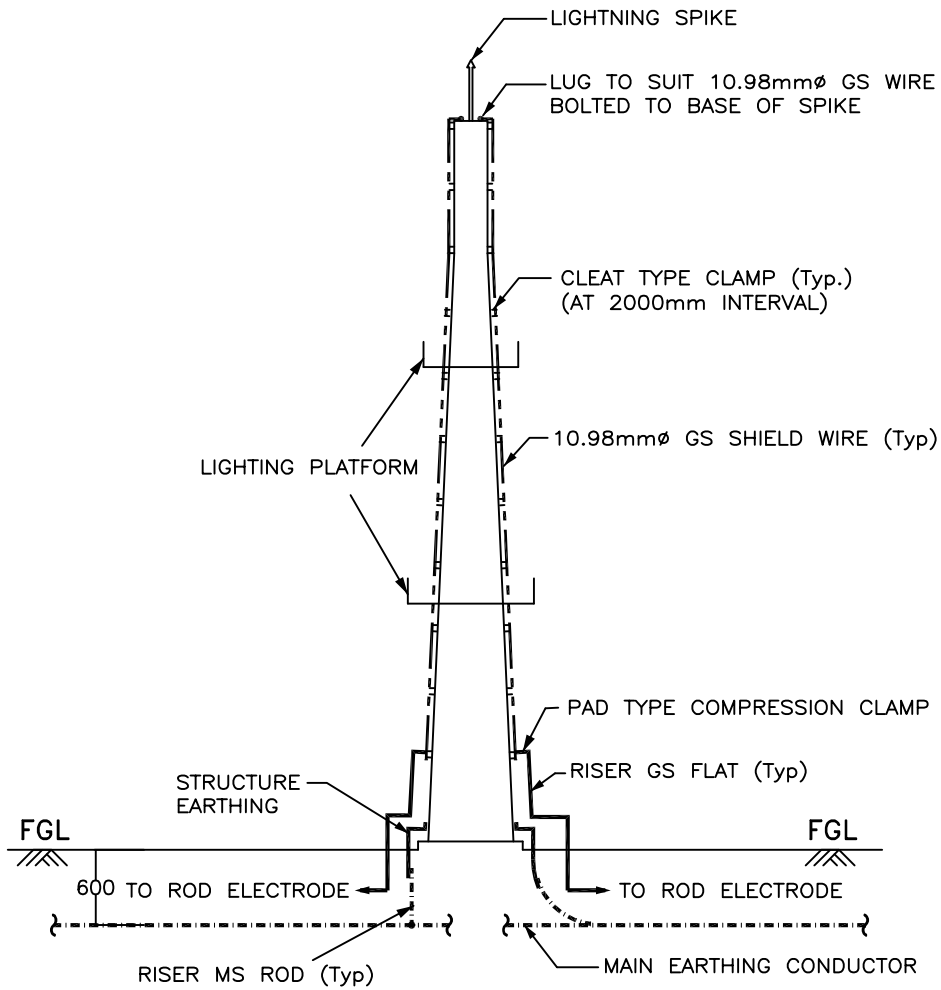 LIGHTNING SPIKE
LUG TO SUIT 10.98mmø GS WIRE
BOLTED TO BASE OF SPIKE
CLEAT TYPE CLAMP (Typ.)
(AT 2000mm INTERVAL)
10.98mmø GS SHIELD WIRE (Typ)
LIGHTING PLATFORM
PAD TYPE COMPRESSION CLAMP
RISER GS FLAT (Typ)
STRUCTURE
EARTHING
FGL
FGL
600
TO ROD ELECTRODE
TO ROD ELECTRODE
RISER MS ROD (Typ)
MAIN EARTHING CONDUCTOR